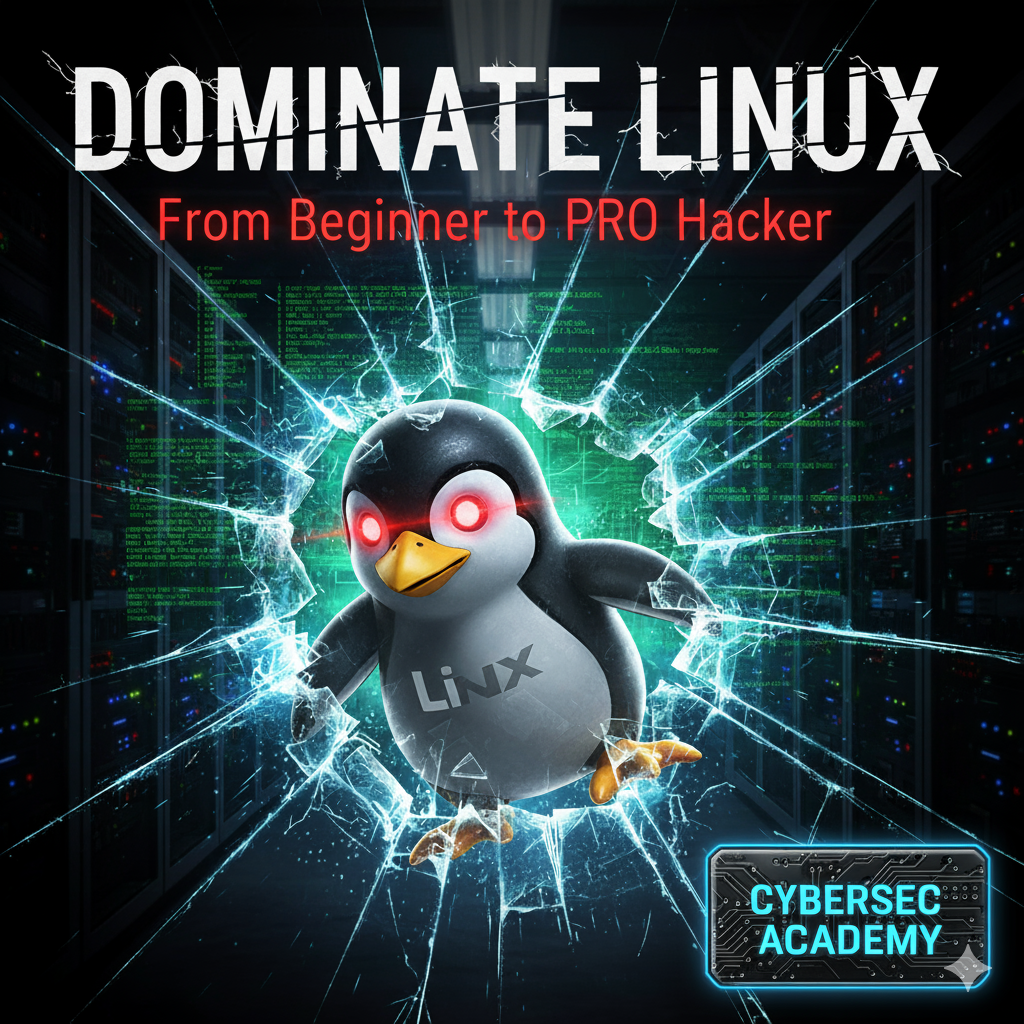 DOMINATE LINUX
From Beginner to PRO Hacker
LiNX
CYBERSEC
ACADEMY